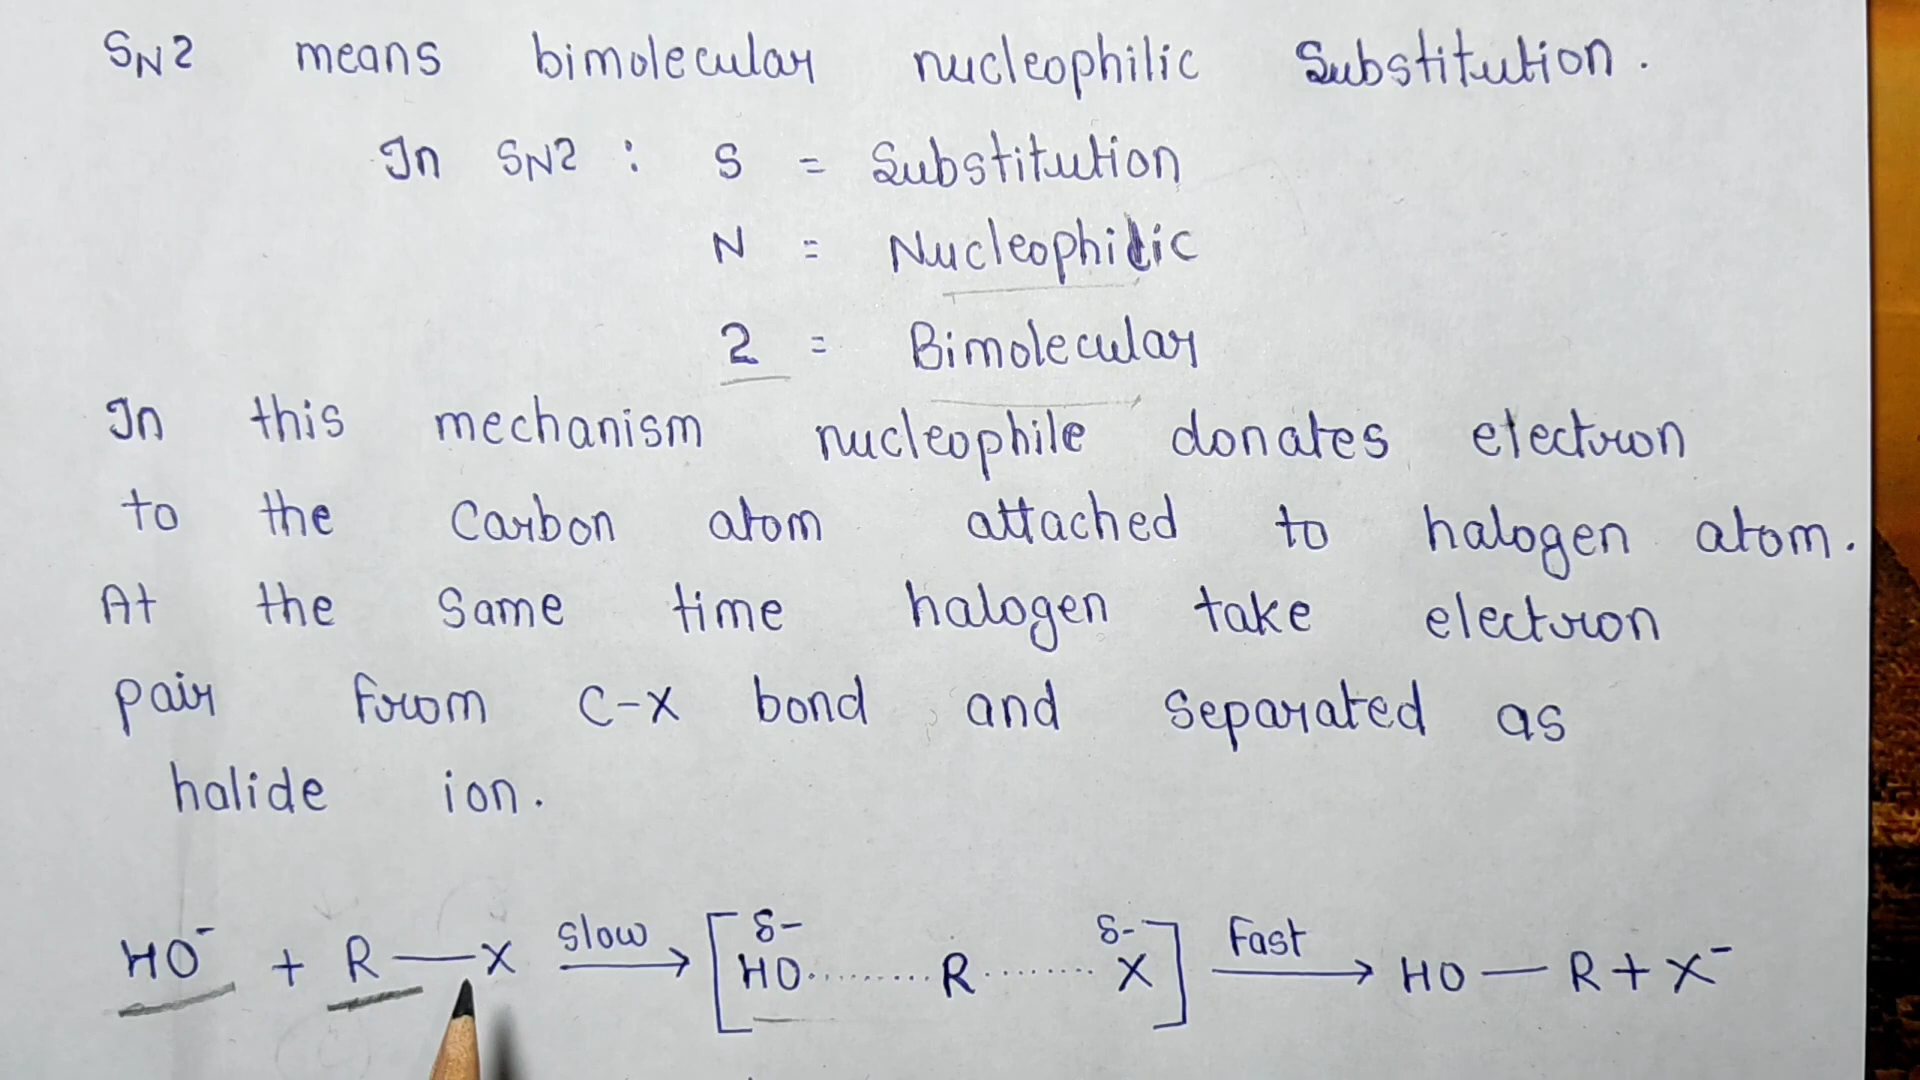 SN2 means bimolecular nucleophilic Substitution.
In SN2 : S = Substitution
N = Nucleophilic
2 = Bimolecular
In this mechanism nucleophile donates electron
to the Carbon atom attached to halogen atom.
At the Same time halogen take electron
pair from C-X bond and Separated as
halide ion.
HO⁻ + R—X slow→ [δ- HO........R........X δ-] Fast→ HO—R + X⁻